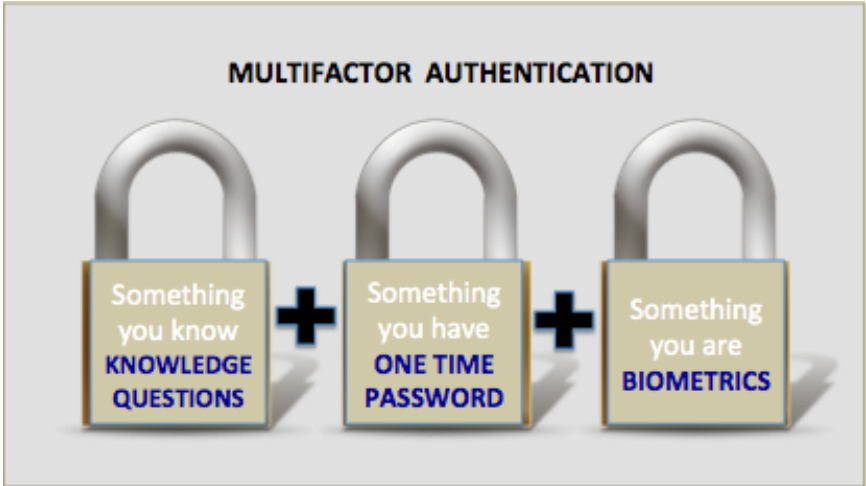 MULTIFACTOR AUTHENTICATION
Something
you know
KNOWLEDGE
QUESTIONS
Something
you have
ONE TIME
PASSWORD
Something
you are
BIOMETRICS